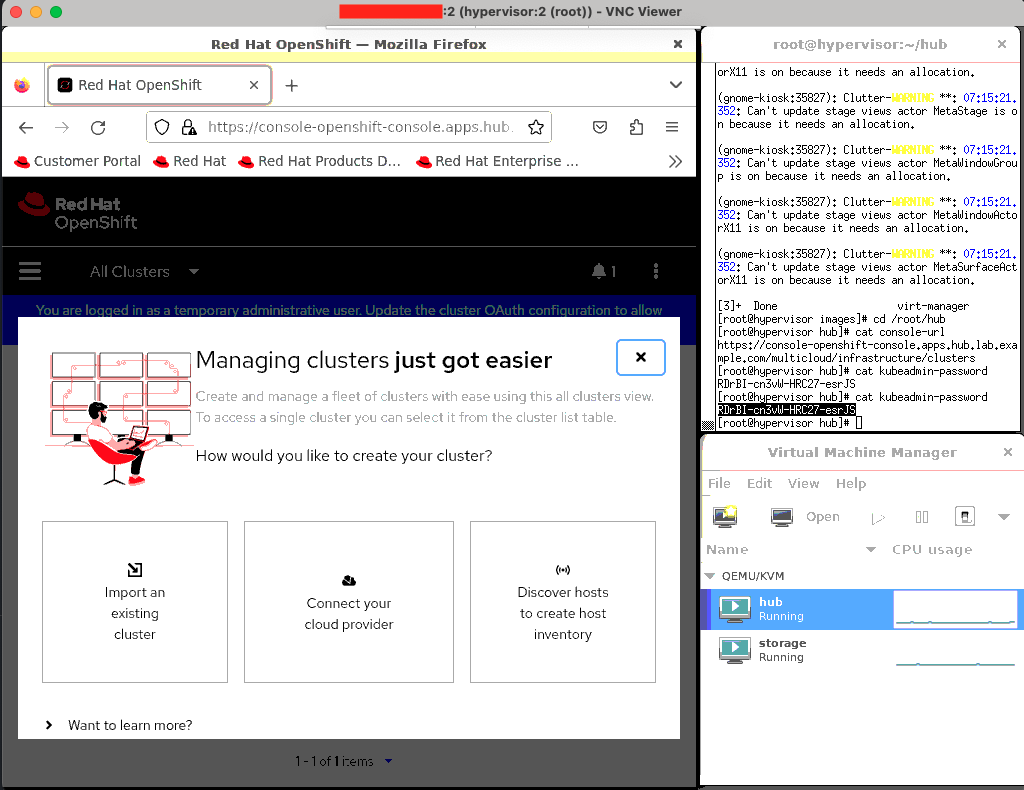 :2 (hypervisor:2 (root)) - VNC Viewer
Red Hat OpenShift — Mozilla Firefox
Red Hat OpenShift
https://console-openshift-console.apps.hub.
Customer Portal
Red Hat
Red Hat Products D...
Red Hat Enterprise ...
Red Hat
OpenShift
All Clusters
1
You are logged in as a temporary administrative user. Update the cluster OAuth configuration to allow
Managing clusters just got easier
Create and manage a fleet of clusters with ease using this all clusters view.
To access a single cluster you can select it from the cluster list table.
How would you like to create your cluster?
Import an
existing
cluster
Connect your
cloud provider
Discover hosts
to create host
inventory
Want to learn more?
1 - 1 of 1 items
root@hypervisor:~/hub
orX11 is on because it needs an allocation.
(gnome-kiosk:35827): Clutter-WARNING **: 07:15:21.
352: Can't update stage views actor MetaStage is o
n because it needs an allocation.
(gnome-kiosk:35827): Clutter-WARNING **: 07:15:21.
352: Can't update stage views actor MetaWindowGrou
p is on because it needs an allocation.
(gnome-kiosk:35827): Clutter-WARNING **: 07:15:21.
352: Can't update stage views actor MetaWindowActo
rX11 is on because it needs an allocation.
(gnome-kiosk:35827): Clutter-WARNING **: 07:15:21.
352: Can't update stage views actor MetaSurfaceAct
orX11 is on because it needs an allocation.
[3]+ Done virt-manager
[root@hypervisor images]# cd /root/hub
[root@hypervisor hub]# cat console-url
https://console-openshift-console.apps.hub.lab.exa
mple.com/multicloud/infrastructure/clusters
[root@hypervisor hub]# cat kubeadmin-password
RDrBI-cn3vW-HRC27-esrJS
[root@hypervisor hub]# cat kubeadmin-password
RDrBI-cn3vW-HRC27-esrJS
[root@hypervisor hub]#
Virtual Machine Manager
File Edit View Help
Open
Name CPU usage
QEMU/KVM
hub
Running
storage
Running